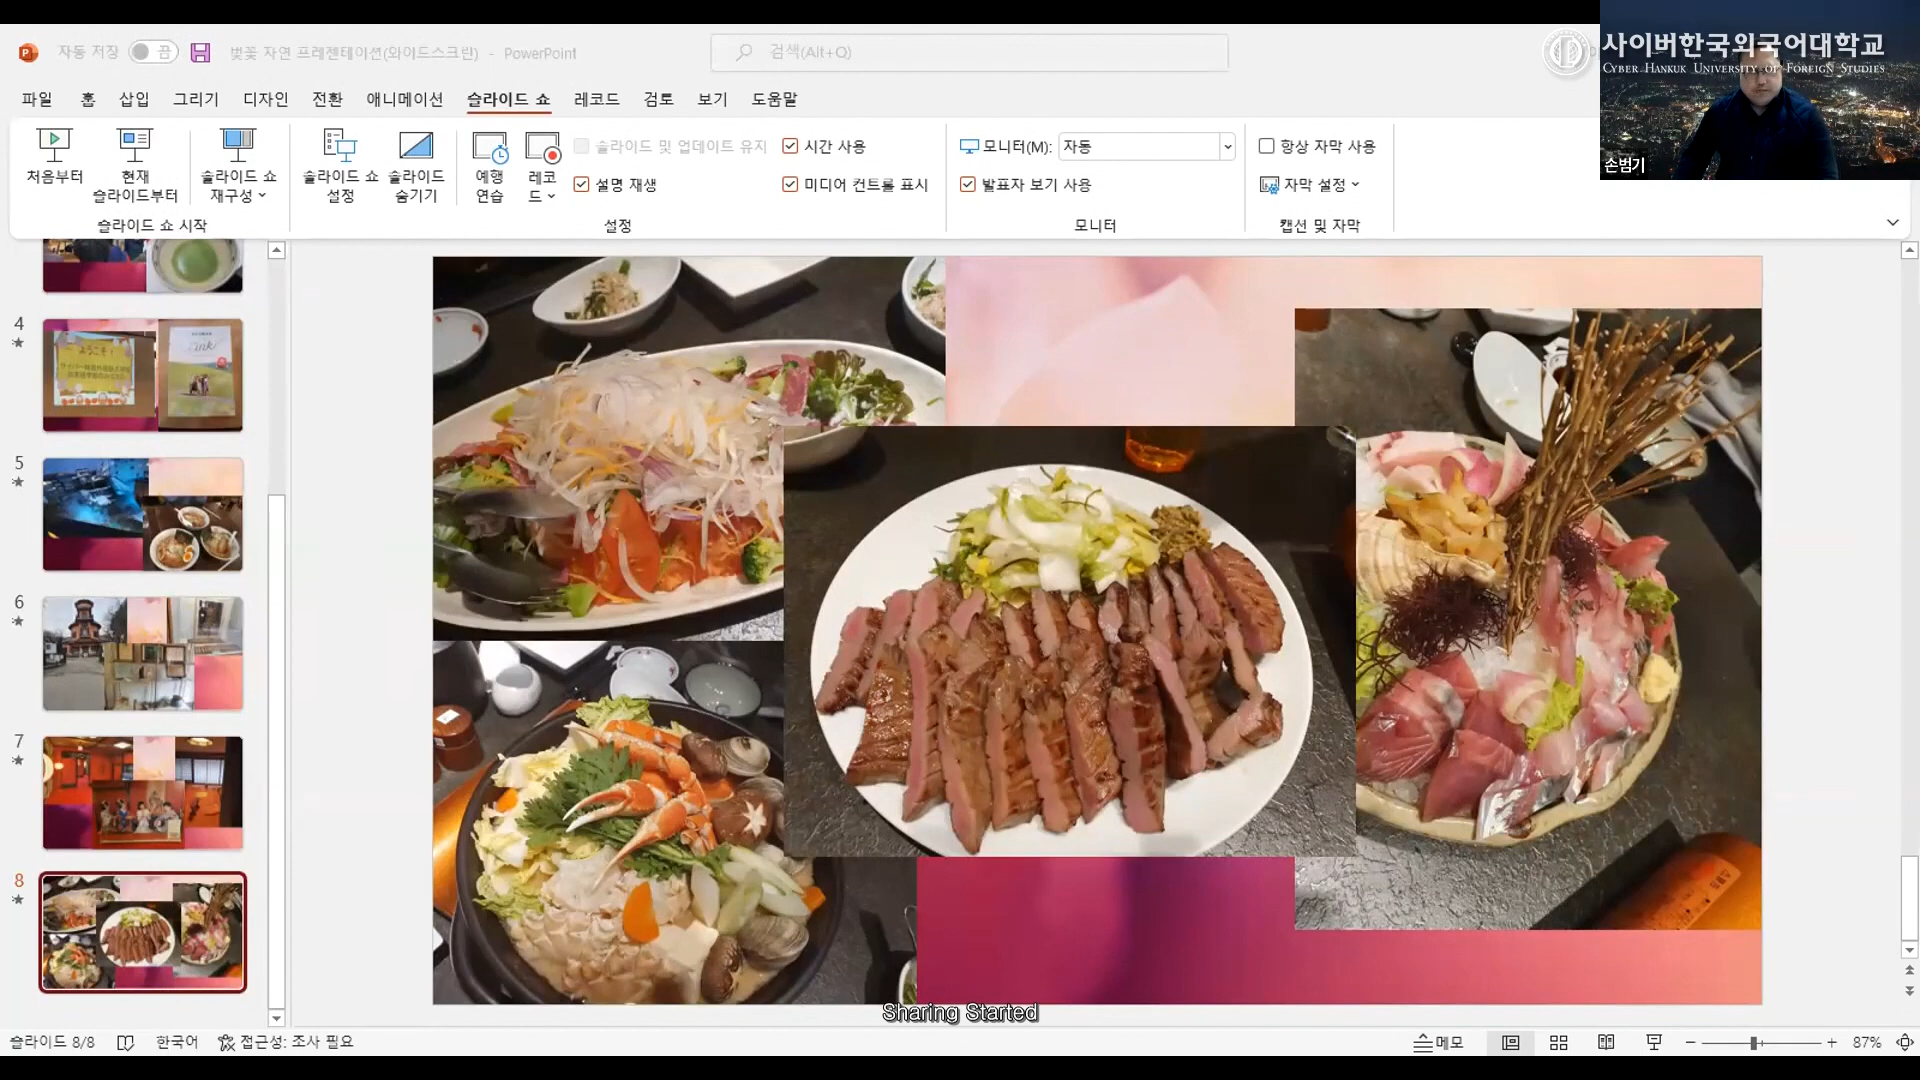 자동 저장 끔 벚꽃 자연 프레젠테이션(와이드스크린) - PowerPoint
검색(Alt+Q)
사이버한국외국어대학교
CYBER HANKUK UNIVERSITY OF FOREIGN STUDIES
손범기
파일 홈 삽입 그리기 디자인 전환 애니메이션 슬라이드 쇼 레코드 검토 보기 도움말
처음부터
현재
슬라이드부터
슬라이드 쇼
재구성
슬라이드 쇼
설정
슬라이드
숨기기
예행
연습
레코
드
슬라이드 및 업데이트 유지
설명 재생
시간 사용
미디어 컨트롤 표시
모니터(M): 자동
발표자 보기 사용
항상 자막 사용
자막 설정
슬라이드 쇼 시작
설정
모니터
캡션 및 자막
4
ようこそ!
5
6
7
8
Sharing Started
슬라이드 8/8 한국어 접근성: 조사 필요
메모
87%